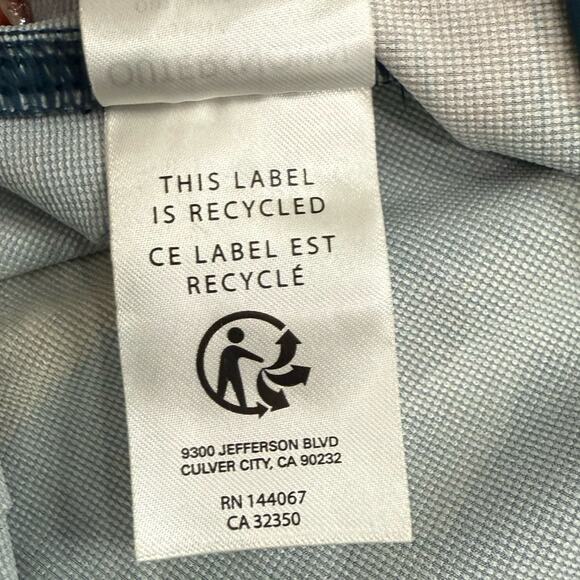 THIS LABEL
IS RECYCLED
CE LABEL EST
RECYCLÉ
9300 JEFFERSON BLVD
CULVER CITY, CA 90232
RN 144067
CA 32350